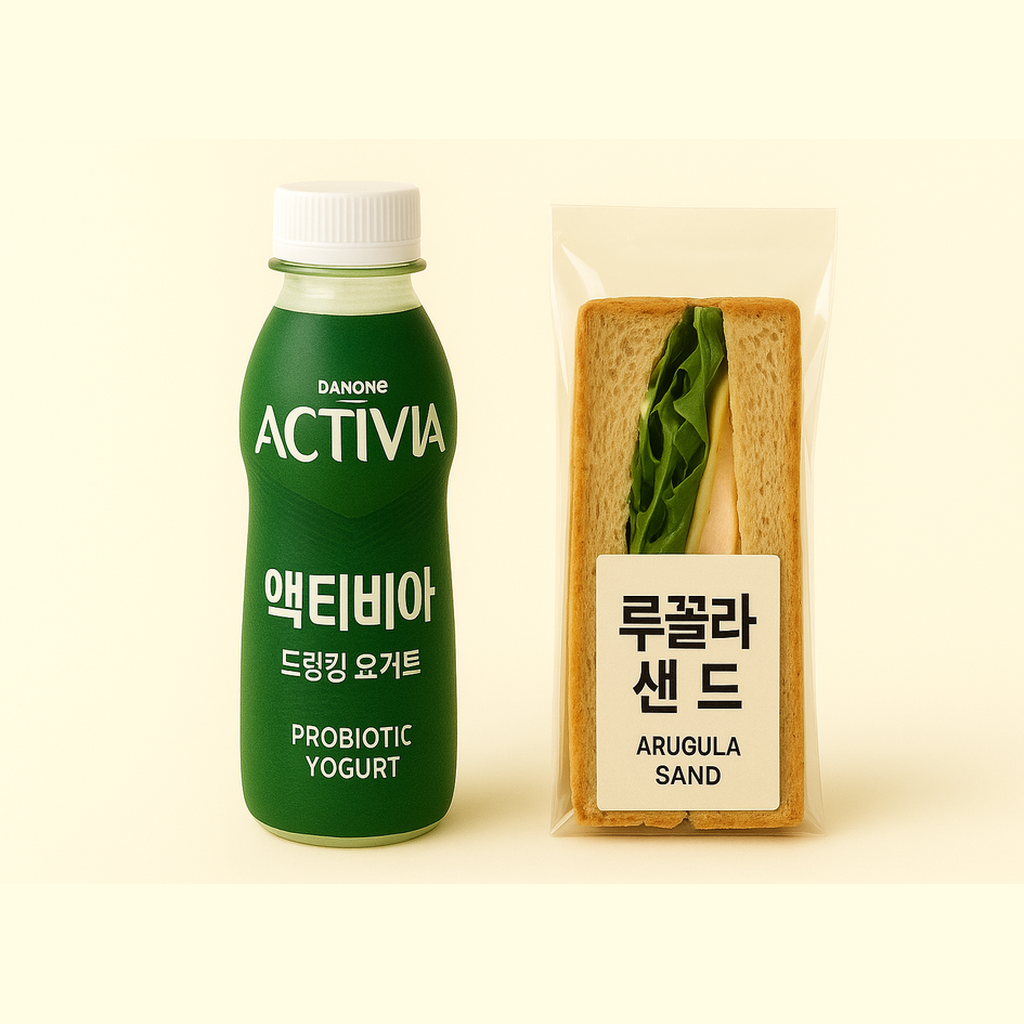 DANONE
ACTIVIA
액티비아
드링킹 요거트
PROBIOTIC
YOGURT
루꼴라
샌 드
ARUGULA
SAND